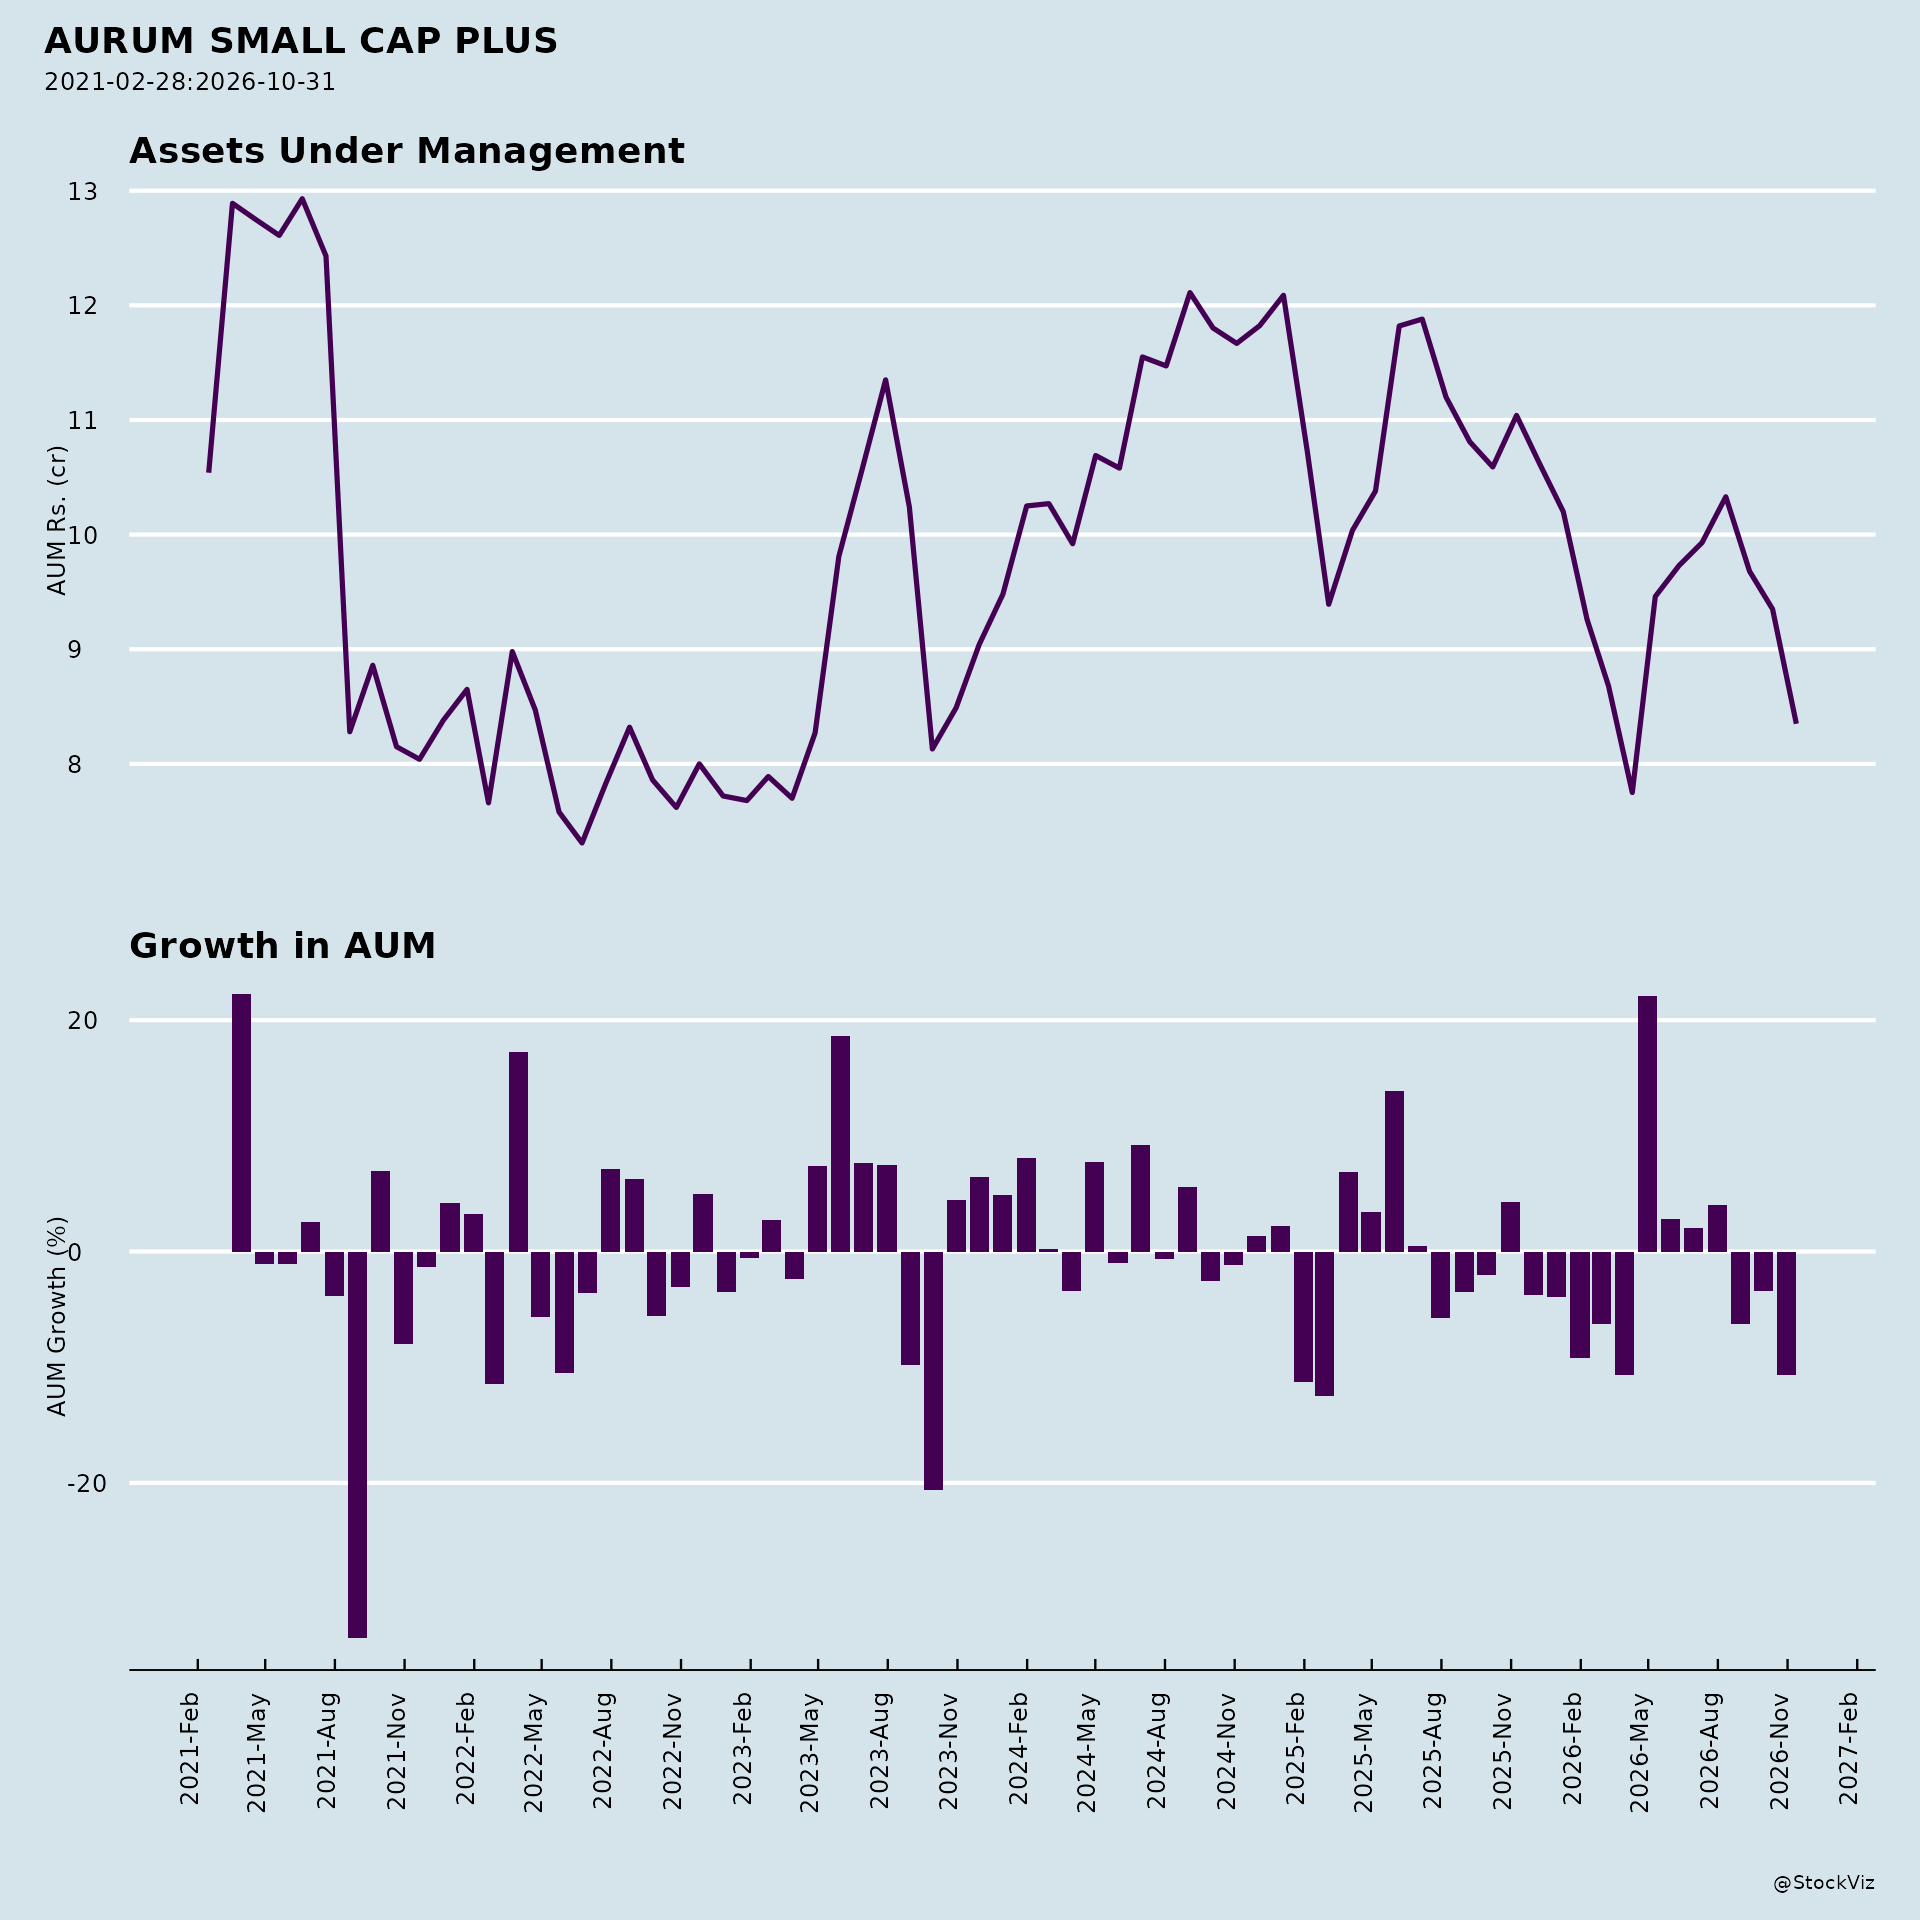 AURUM SMALL CAP PLUS
2021-02-28:2026-10-31
Assets Under Management
13
12
11
10
9
8
AUM Rs. (cr)
Growth in AUM
20
0
-20
AUM Growth (%)
2021-Feb
2021-May
2021-Aug
2021-Nov
2022-Feb
2022-May
2022-Aug
2022-Nov
2023-Feb
2023-May
2023-Aug
2023-Nov
2024-Feb
2024-May
2024-Aug
2024-Nov
2025-Feb
2025-May
2025-Aug
2025-Nov
2026-Feb
2026-May
2026-Aug
2026-Nov
2027-Feb
@StockViz